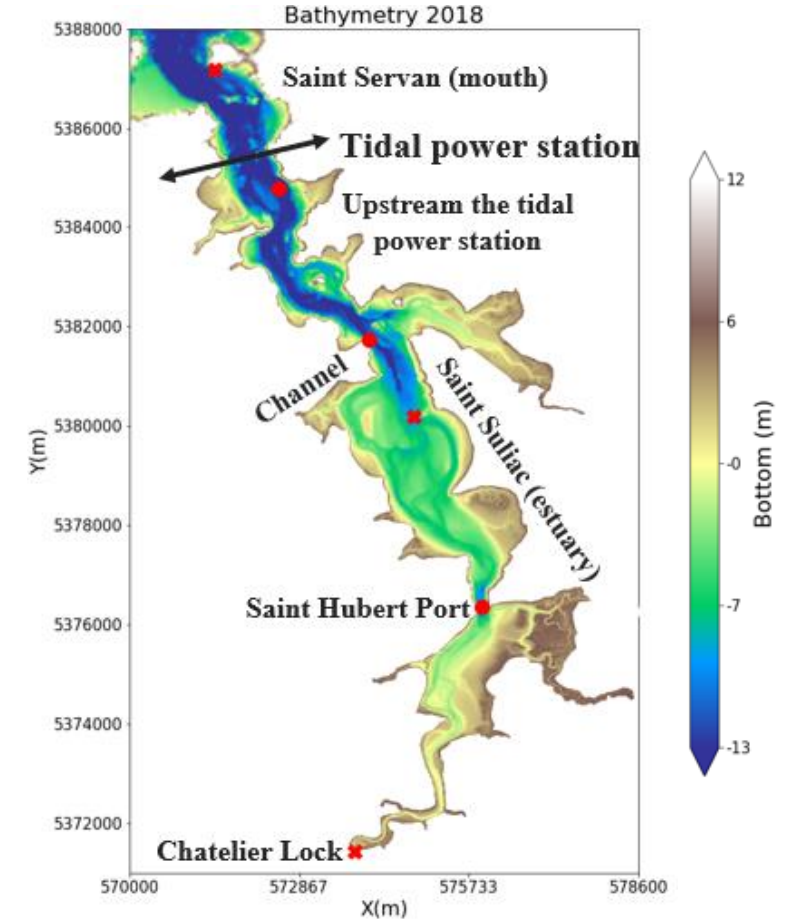 Bathymetry 2018
5388000
Saint Servan (mouth)
5386000
Tidal power station
12
Upstream the tidal
power station
5384000
6
5382000
Channel
Saint Suliac (estuary)
5380000
Y(m)
-0
Bottom (m)
5378000
Saint Hubert Port
-7
5376000
5374000
-13
5372000
Chatelier Lock
570000
572867
575733
578600
X(m)